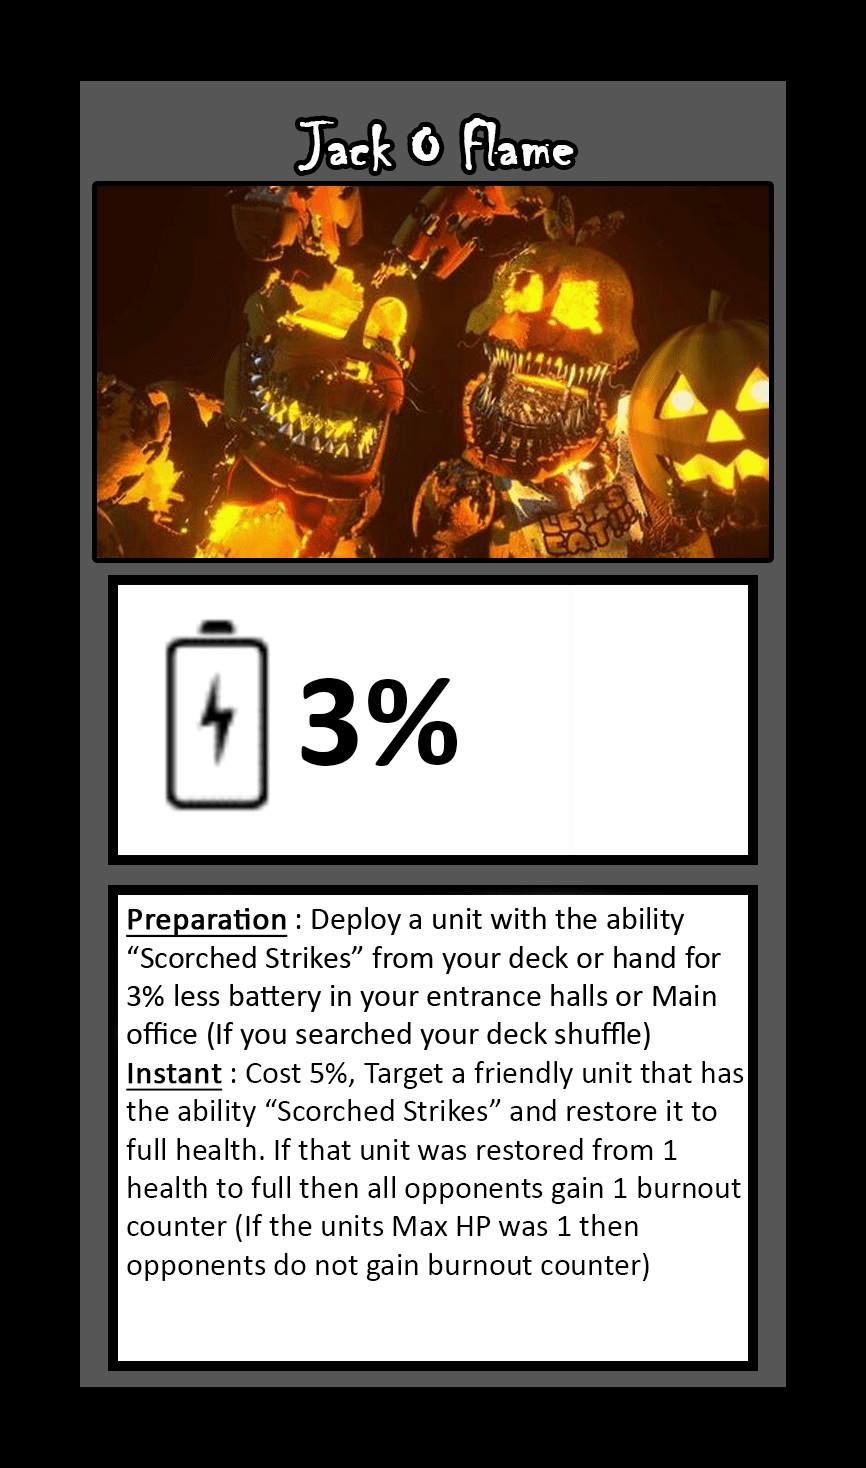 Jack O Flame
LET'S
EAT!!!
3%
Preparation : Deploy a unit with the ability
“Scorched Strikes” from your deck or hand for
3% less battery in your entrance halls or Main
office (If you searched your deck shuffle)
Instant : Cost 5%, Target a friendly unit that has
the ability “Scorched Strikes” and restore it to
full health. If that unit was restored from 1
health to full then all opponents gain 1 burnout
counter (If the units Max HP was 1 then
opponents do not gain burnout counter)